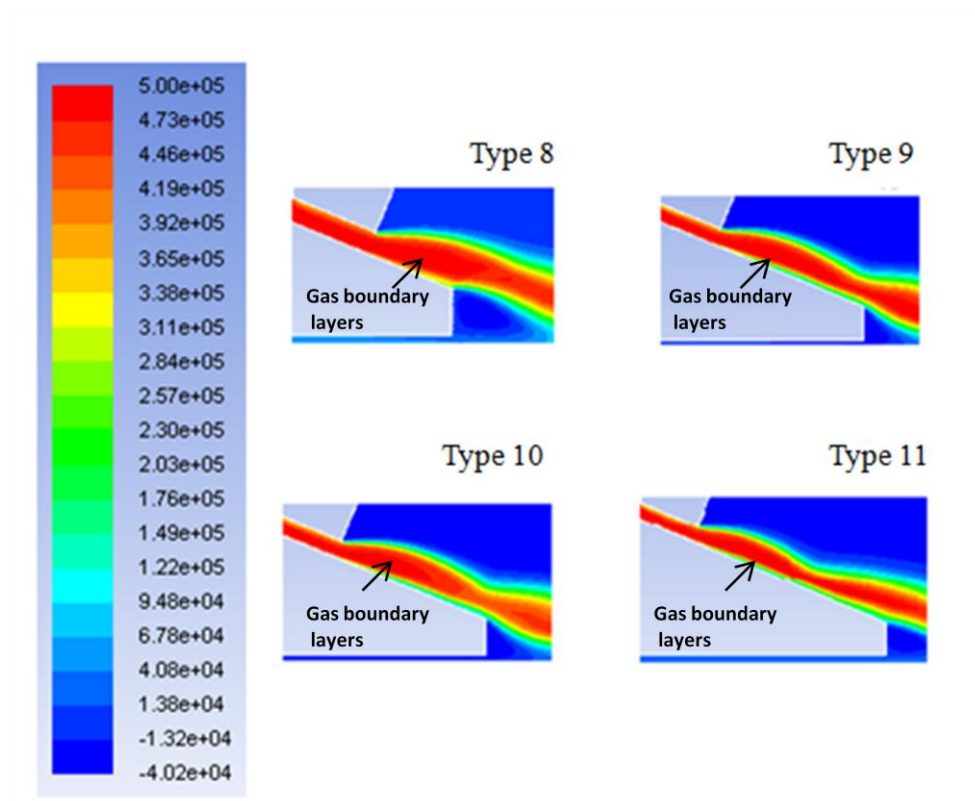 5.00e+05
4.73e+05
4.46e+05
4.19e+05
3.92e+05
3.65e+05
3.38e+05
3.11e+05
2.84e+05
2.57e+05
2.30e+05
2.03e+05
1.76e+05
1.49e+05
1.22e+05
9.48e+04
6.78e+04
4.08e+04
1.38e+04
-1.32e+04
-4.02e+04
Type 8
Gas boundary
layers
Type 9
Gas boundary
layers
Type 10
Gas boundary
layers
Type 11
Gas boundary
layers